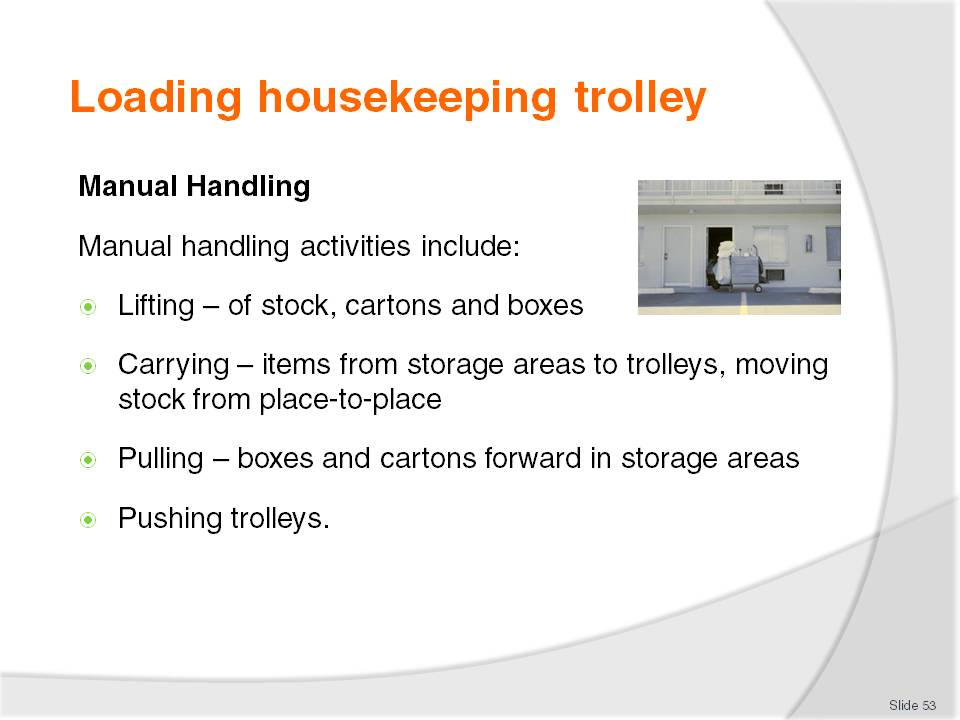 Loading housekeeping trolley
Manual Handling
Manual handling activities include:
Lifting – of stock, cartons and boxes
Carrying – items from storage areas to trolleys, moving
stock from place-to-place
Pulling – boxes and cartons forward in storage areas
Pushing trolleys.
Slide 53